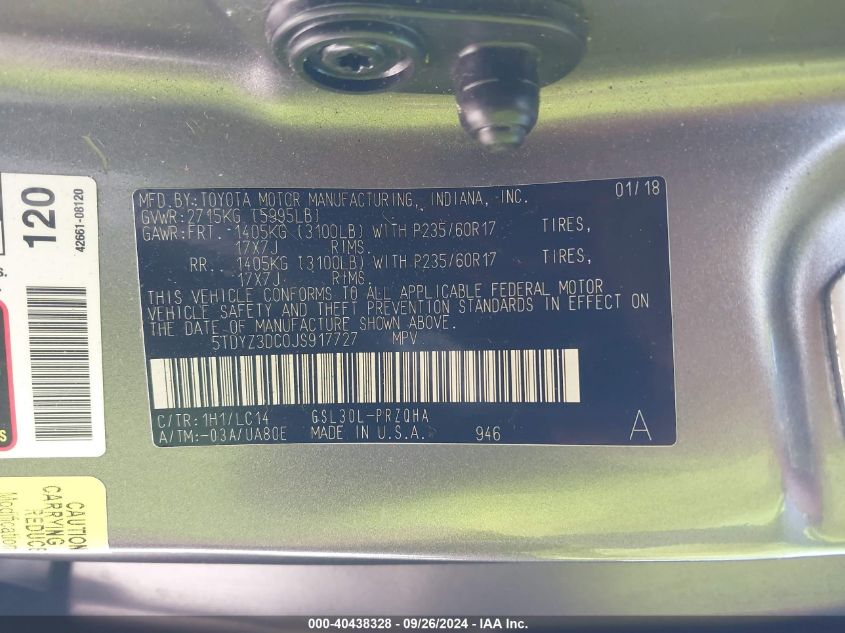 MFD.BY:TOYOTA MOTOR MANUFACTURING, INDIANA, INC. 01/18
GVWR:2715KG (5995LB)
GAWR:FRT. 1405KG (3100LB) WITH P235/60R17 TIRES,
17X7J RIMS,
RR. 1405KG (3100LB) WITH P235/60R17 TIRES,
17X7J RIMS,
THIS VEHICLE CONFORMS TO ALL APPLICABLE FEDERAL MOTOR
VEHICLE SAFETY AND THEFT PREVENTION STANDARDS IN EFFECT ON
THE DATE OF MANUFACTURE SHOWN ABOVE.
5TDYZ3DC0JS917727 MPV
C/TR:1H1/LC14 GSL30L-PRZQHA
A/TM:-03A/UA80E MADE IN U.S.A. 946 A
120
42661-08120
s.
S
CAUTION
CARRYING
REDUCE
Modification
000-40438328 - 09/26/2024 - IAA Inc.